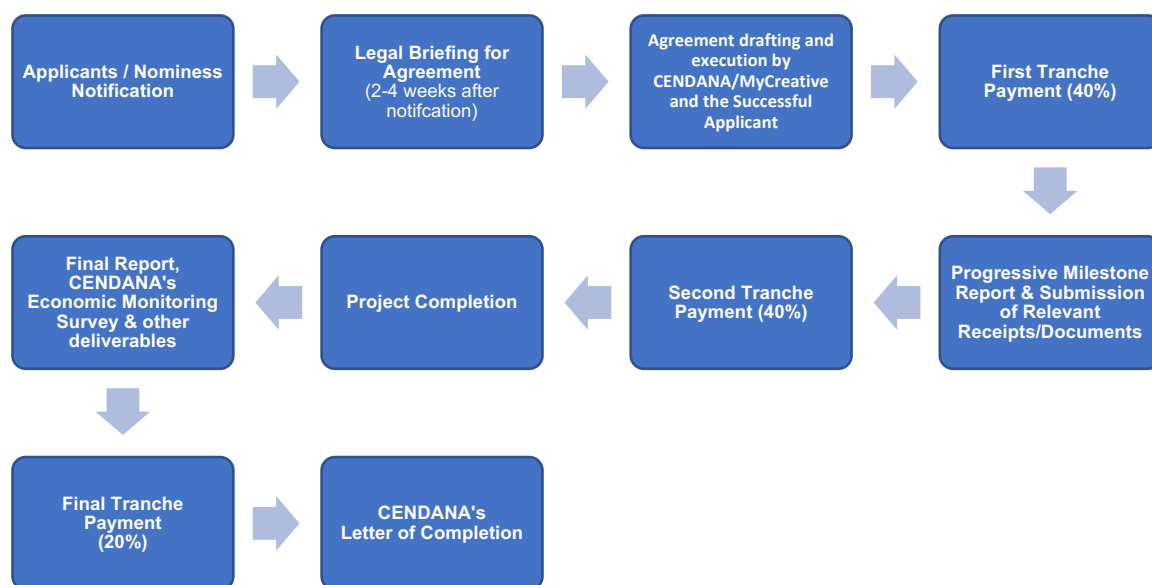 Applicants / Nominess
Notification
Legal Briefing for
Agreement
(2-4 weeks after
notifcation)
Agreement drafting and
execution by
CENDANA/MyCreative
and the Successful
Applicant
First Tranche
Payment (40%)
Progressive Milestone
Report & Submission
of Relevant
Receipts/Documents
Second Tranche
Payment (40%)
Project Completion
Final Report,
CENDANA's
Economic Monitoring
Survey & other
deliverables
Final Tranche
Payment
(20%)
CENDANA's
Letter of Completion